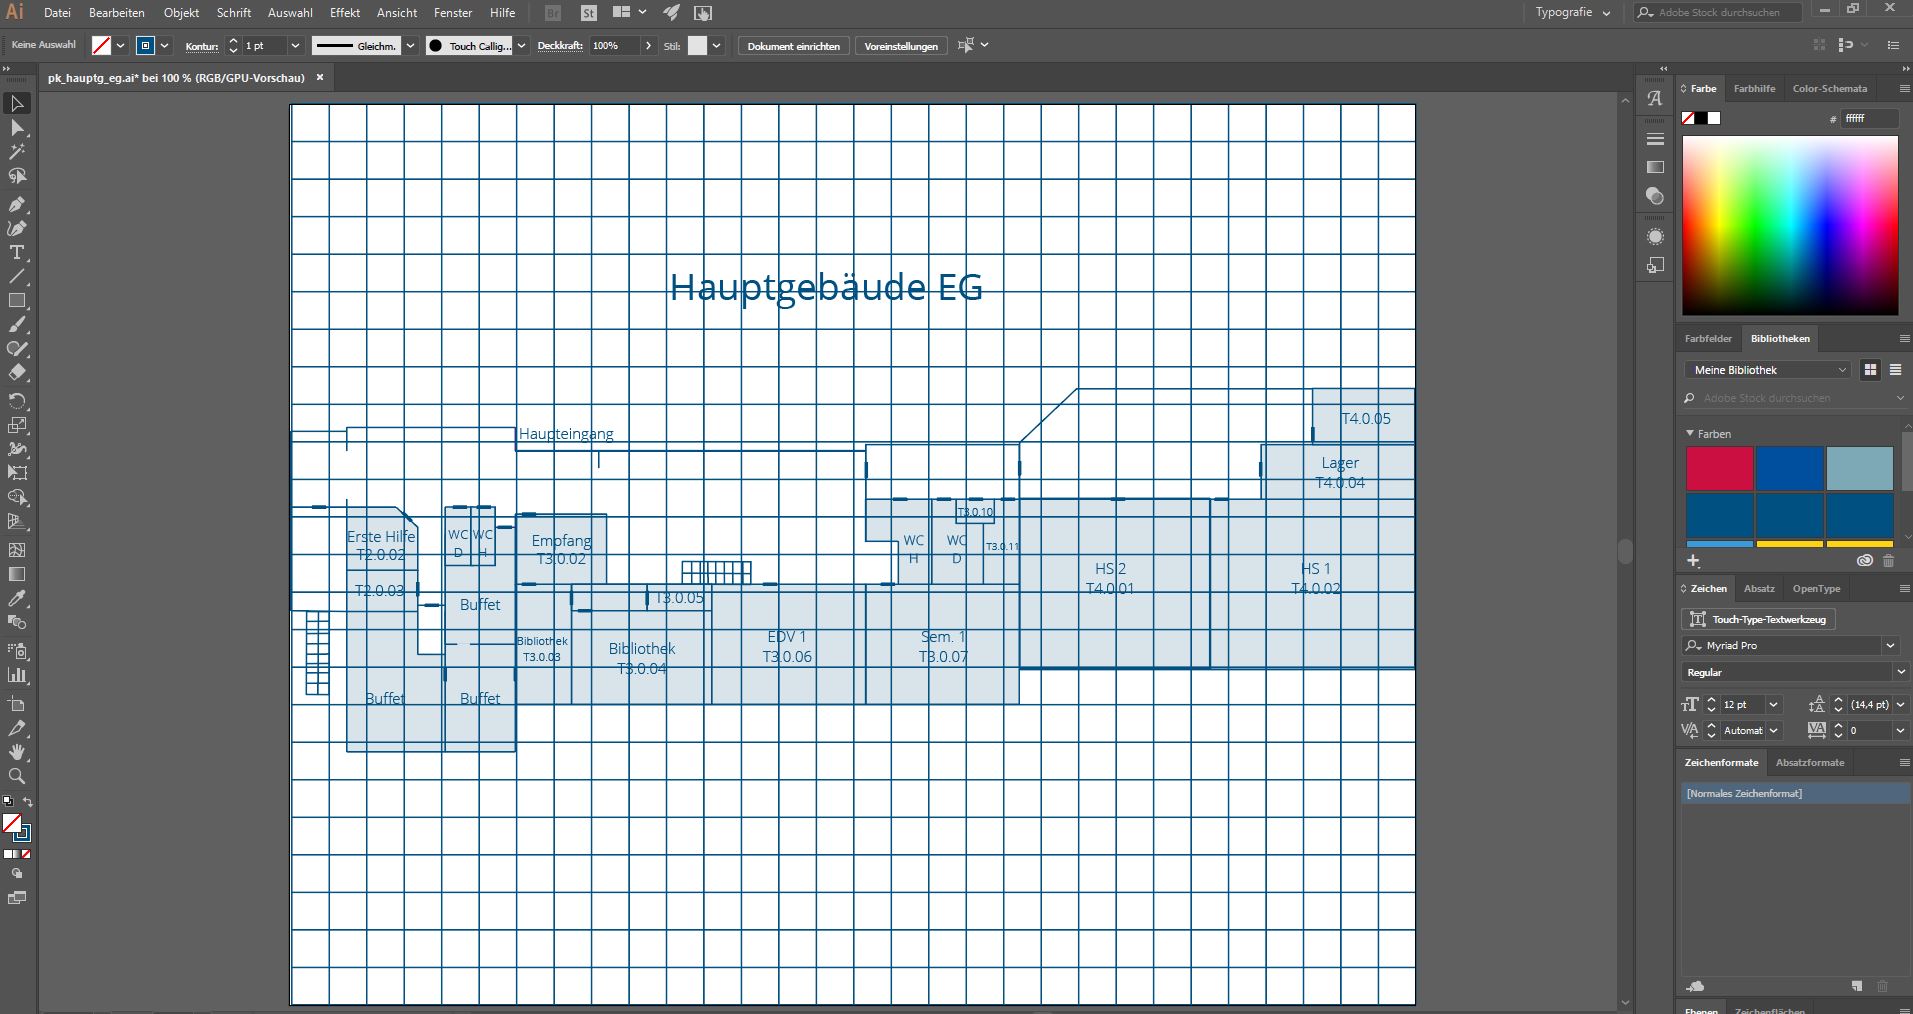 Ai Datei Bearbeiten Objekt Schrift Auswahl Effekt Ansicht Fenster Hilfe Br St Typografie Adobe Stock durchsuchen
Keine Auswahl Kontur: 1 pt Gleichm. Touch Callig... Deckkraft: 100% Stil: Dokument einrichten Voreinstellungen
pk_hauptg_eg.ai* bei 100 % (RGB/GPU-Vorschau) ×
Hauptgebäude EG
Haupteingang
T4.0.05
Lager
T4.0.04
Erste Hilfe
T2.0.02
T2.0.03
WC
D
WC
H
Empfang
T3.0.02
T3.0.10
WC
H
WC
D
T3.0.11
HS 2
T4.0.01
HS 1
T4.0.02
Buffet
T3.0.05
Bibliothek
T3.0.03
Bibliothek
T3.0.04
EDV 1
T3.0.06
Sem. 1
T3.0.07
Buffet
Buffet
Farbe Farbhilfe Color-Schemata
# ffffff
Farbfelder Bibliotheken
Meine Bibliothek
Adobe Stock durchsuchen
Farben
Zeichen Absatz OpenType
Touch-Type-Textwerkzeug
Myriad Pro
Regular
12 pt (14,4 pt)
Automat 0
Zeichenformate Absatzformate
[Normales Zeichenformat]
Ebenen Zeichenflächen